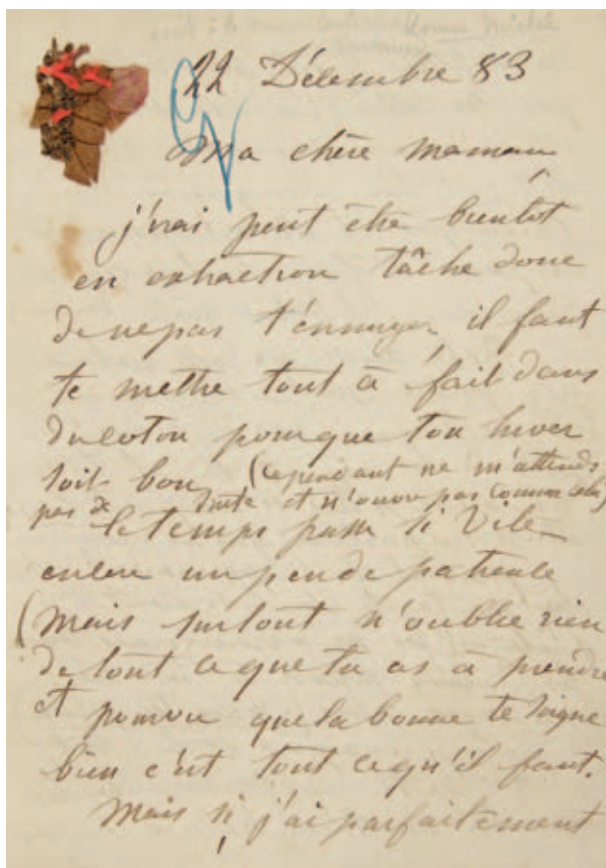 22 Décembre 83
Ma chère maman
j'irai peut être bientôt
en extraction tâche donc
de ne pas t'ennuyer, il faut
te mettre tout à fait dans
du coton pour que ton hiver
soit bon (cependant ne m'attends
pas de suite et n' pas comme cela)
le temps passe si vite
encore un peu de patience
(Mais surtout n'oublie rien
de tout ce que tu as à prendre
et pourvu que la bonne te soigne
bien c'est tout ce qu'il faut.
Mais si j'ai parfaitement